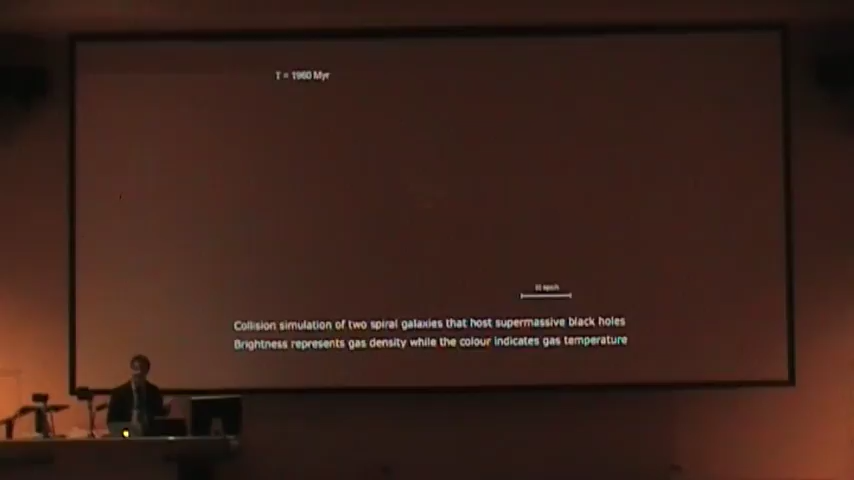 T = 1960 Myr
Collision simulation of two spiral galaxies that host supermassive black holes
Brightness represents gas density while the colour indicates gas temperature